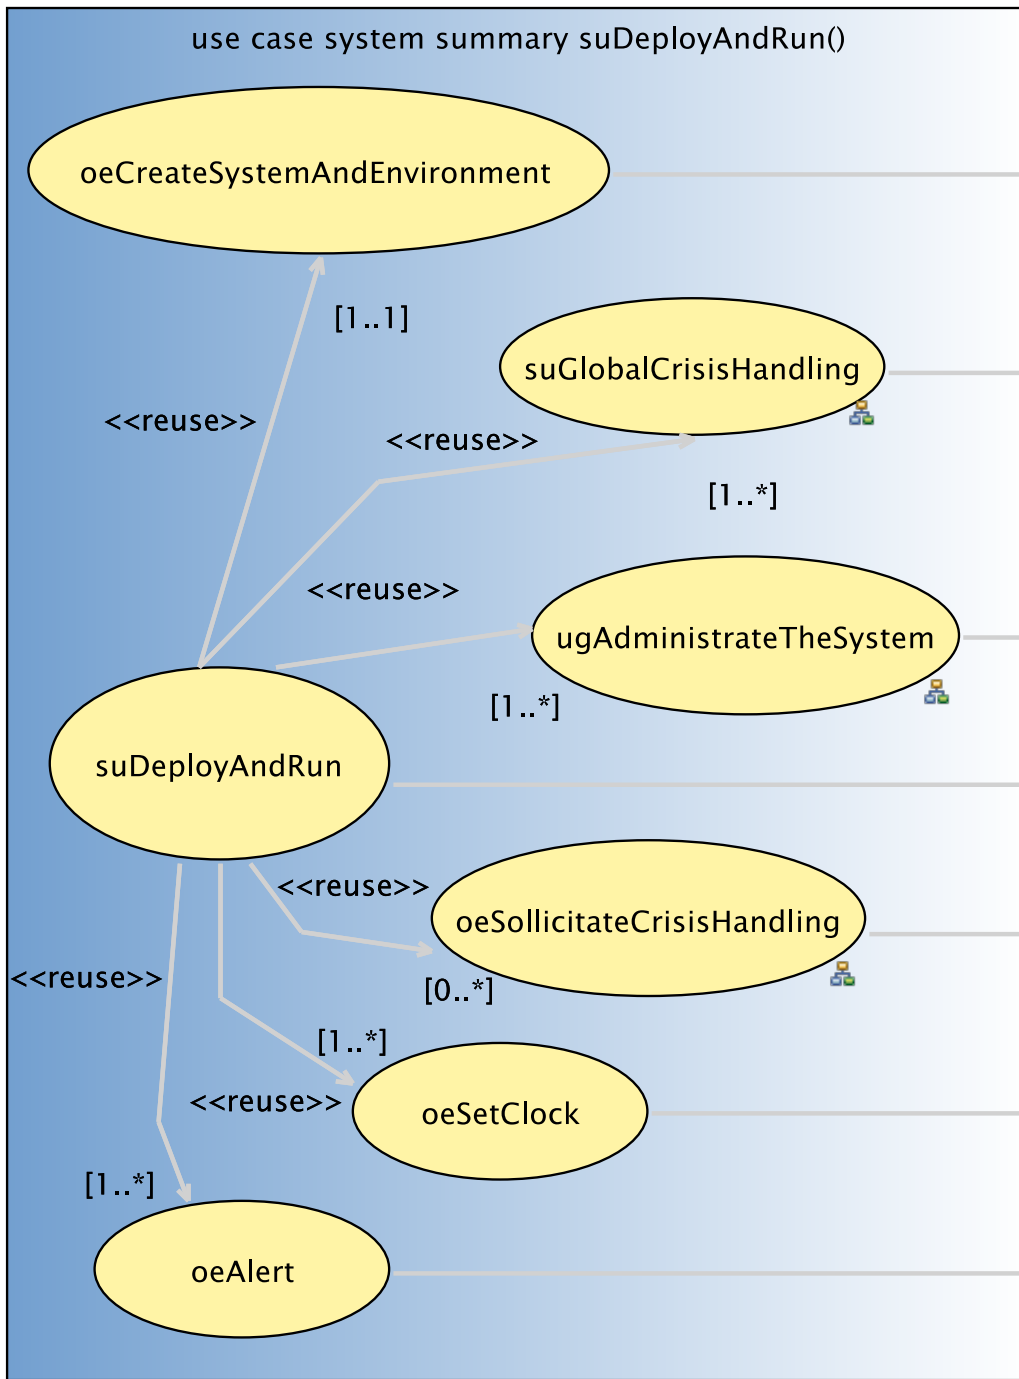 use case system summary suDeployAndRun()
oeCreateSystemAndEnvironment
[1..1]
suGlobalCrisisHandling
<<reuse>>
<<reuse>>
[1..*]
<<reuse>>
ugAdministrateTheSystem
[1..*]
suDeployAndRun
<<reuse>>
oeSollicitateCrisisHandling
<<reuse>>
[0..*]
[1..*]
<<reuse>>
oeSetClock
[1..*]
oeAlert